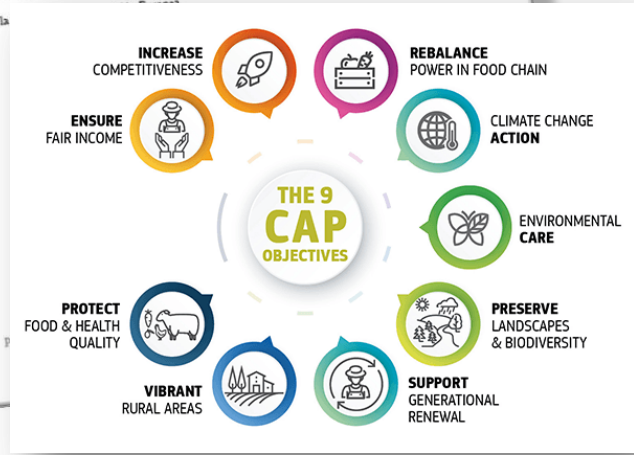 INCREASE
COMPETITIVENESS
REBALANCE
POWER IN FOOD CHAIN
ENSURE
FAIR INCOME
CLIMATE CHANGE
ACTION
THE 9
CAP
OBJECTIVES
ENVIRONMENTAL
CARE
PROTECT
FOOD & HEALTH
QUALITY
PRESERVE
LANDSCAPES
& BIODIVERSITY
VIBRANT
RURAL AREAS
SUPPORT
GENERATIONAL
RENEWAL